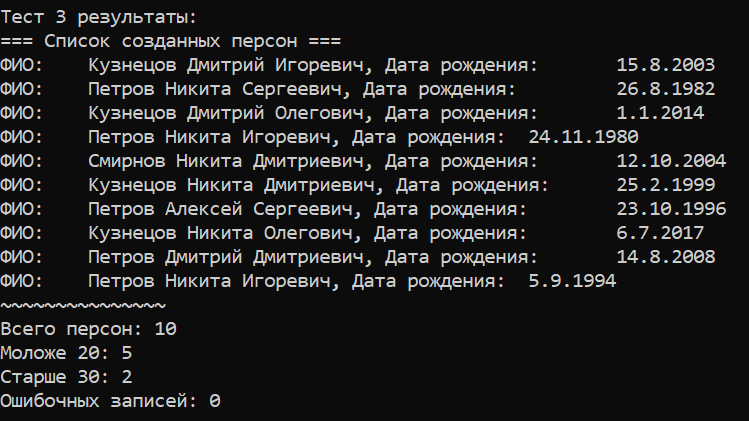 Тест 3 результаты:
=== Список созданных персон ===
ФИО:    Кузнецов Дмитрий Игоревич, Дата рождения:       15.8.2003
ФИО:    Петров Никита Сергеевич, Дата рождения:         26.8.1982
ФИО:    Кузнецов Дмитрий Олегович, Дата рождения:       1.1.2014
ФИО:    Петров Никита Игоревич, Дата рождения:  24.11.1980
ФИО:    Смирнов Никита Дмитриевич, Дата рождения:       12.10.2004
ФИО:    Кузнецов Никита Дмитриевич, Дата рождения:      25.2.1999
ФИО:    Петров Алексей Сергеевич, Дата рождения:        23.10.1996
ФИО:    Кузнецов Никита Олегович, Дата рождения:        6.7.2017
ФИО:    Петров Дмитрий Дмитриевич, Дата рождения:       14.8.2008
ФИО:    Петров Никита Игоревич, Дата рождения:  5.9.1994
~~~~~~~~~~~~~~~
Всего персон: 10
Моложе 20: 5
Старше 30: 2
Ошибочных записей: 0